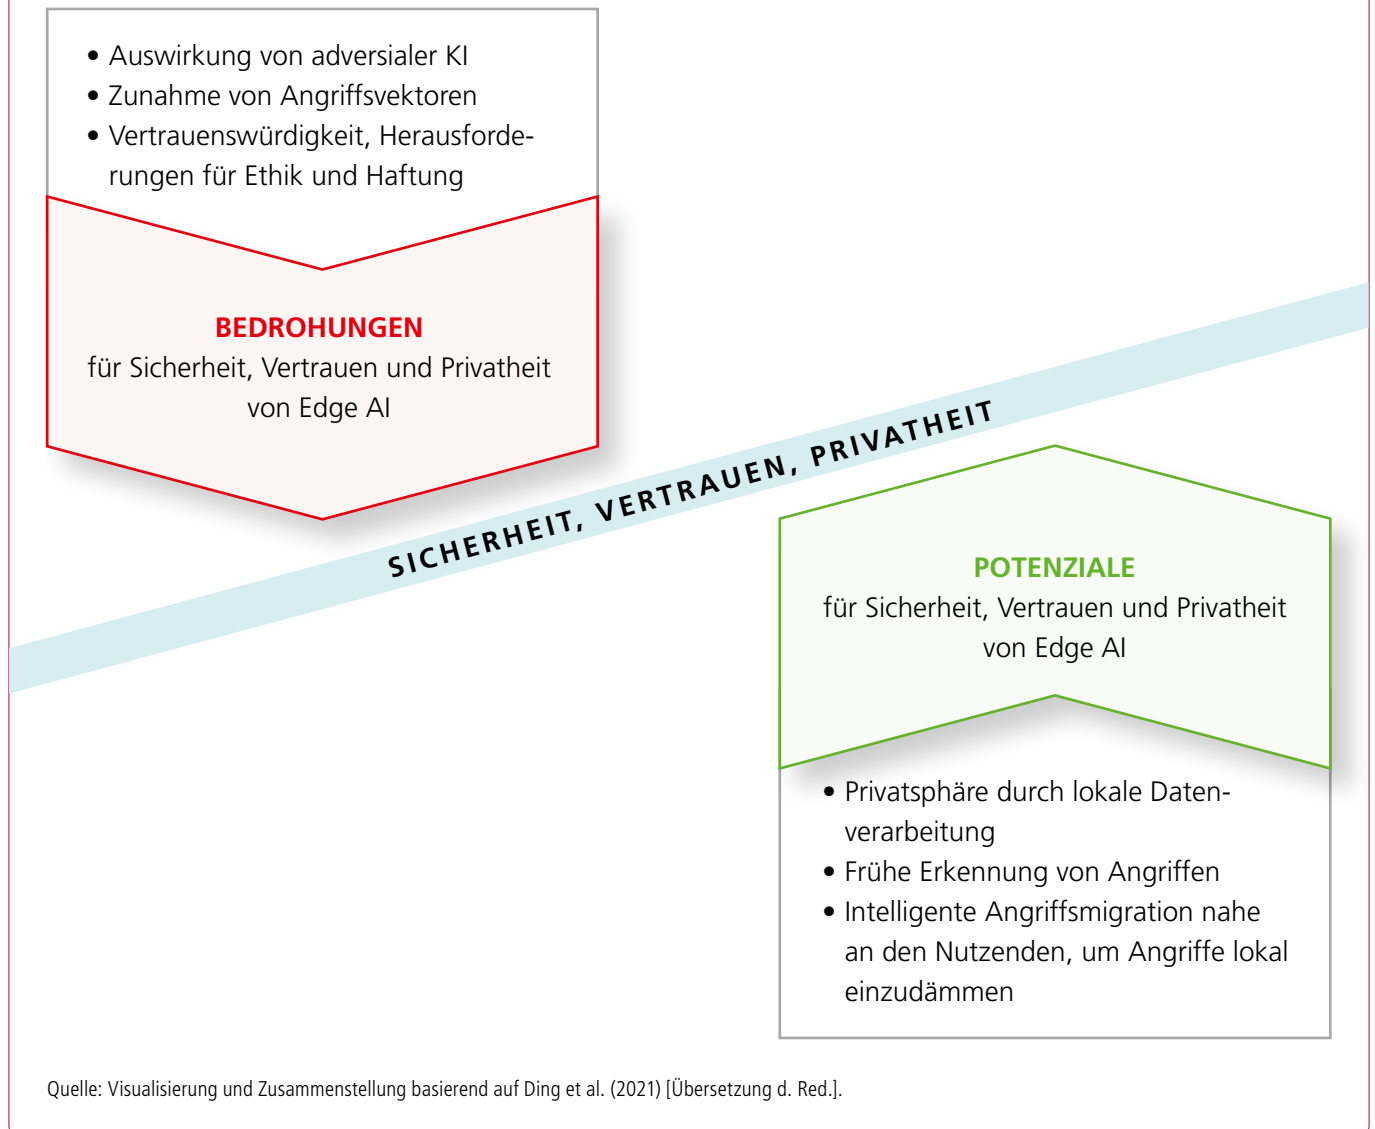 • Auswirkung von adversialer KI
• Zunahme von Angriffsvektoren
• Vertrauenswürdigkeit, Herausforde-
rungen für Ethik und Haftung
BEDROHUNGEN
für Sicherheit, Vertrauen und Privatheit
von Edge AI
SICHERHEIT, VERTRAUEN, PRIVATHEIT
POTENZIALE
für Sicherheit, Vertrauen und Privatheit
von Edge AI
• Privatsphäre durch lokale Daten-
verarbeitung
• Frühe Erkennung von Angriffen
• Intelligente Angriffsmigration nahe
an den Nutzenden, um Angriffe lokal
einzudämmen
Quelle: Visualisierung und Zusammenstellung basierend auf Ding et al. (2021) [Übersetzung d. Red.].